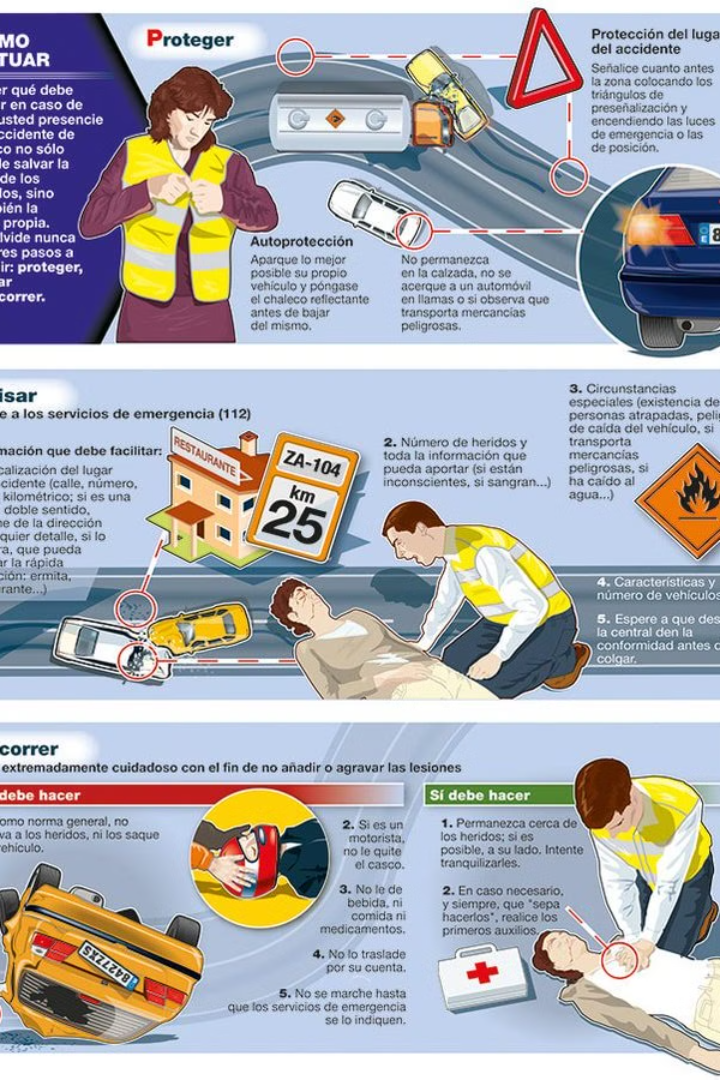 MO
TUAR
er qué debe
r en caso de
usted presencie
ccidente de
co no sólo
de salvar la
de los
los, sino
bién la
propia.
lvide nunca
res pasos a
ir: proteger,
ar
correr.
Proteger
Autoprotección
Aparque lo mejor
posible su propio
vehículo y póngase
el chaleco reflectante
antes de bajar
del mismo.
No permanezca
en la calzada, no se
acerque a un automóvil
en llamas o si observa que
transporta mercancías
peligrosas.
Protección del luga
del accidente
Señalice cuanto antes
la zona colocando los
triángulos de
preseñalización y
encendiendo las luces
de emergencia o las
de posición.
E 8
isar
e a los servicios de emergencia (112)
mación que debe facilitar:
calización del lugar
ccidente (calle, número,
kilométrico; si es una
doble sentido,
ne de la dirección
quier detalle, si lo
ra, que pueda
ar la rápida
ción: ermita,
rante...)
RESTAURANTE
ZA-104
km
25
2. Número de heridos y
toda la información que
pueda aportar (si están
inconscientes, si sangran...)
3. Circunstancias
especiales (existencia de
personas atrapadas, peli
de caída del vehículo, si
transporta
mercancías
peligrosas, si
ha caído al
agua...)
4. Características y
número de vehículos
5. Espere a que des
la central den la
conformidad antes d
colgar.
correr
extremadamente cuidadoso con el fin de no añadir o agravar las lesiones
debe hacer
omo norma general, no
va a los heridos, ni los saque
vehículo.
8427ZXS
2. Si es un
motorista,
no le quite
el casco.
3. No le de
bebida, ni
comida ni
medicamentos.
4. No lo traslade
por su cuenta.
5. No se marche hasta
que los servicios de emergencia
se lo indiquen.
Sí debe hacer
1. Permanezca cerca de
los heridos; si es
posible, a su lado. Intente
tranquilizarles.
2. En caso necesario,
y siempre, que "sepa
hacerlos", realice los
primeros auxilios.